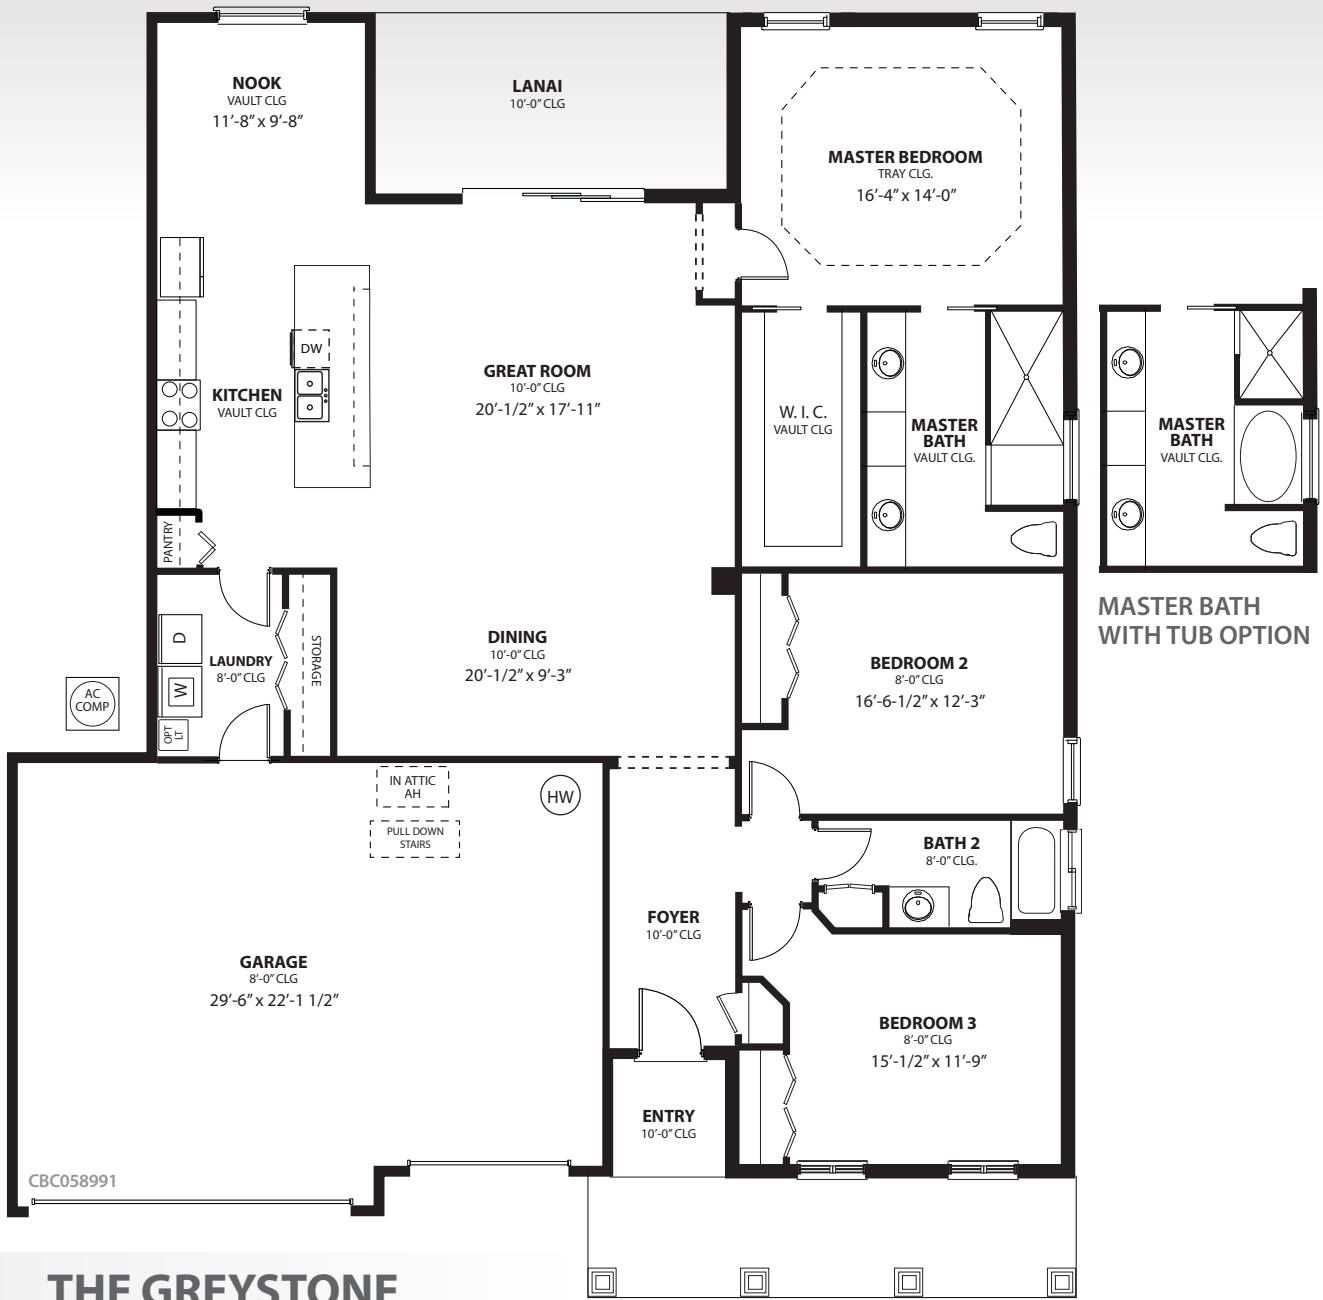 NOOK
VAULT CLG
11'-8" x 9'-8"
LANAI
10'-0" CLG
MASTER BEDROOM
TRAY CLG.
16'-4" x 14'-0"
DW
KITCHEN
VAULT CLG
GREAT ROOM
10'-0" CLG
20'-1/2" x 17'-11"
W. I. C.
VAULT CLG
MASTER
BATH
VAULT CLG.
MASTER
BATH
VAULT CLG.
PANTRY
MASTER BATH
WITH TUB OPTION
D
W
OPT
LT
LAUNDRY
8'-0" CLG
STORAGE
AC
COMP
DINING
10'-0" CLG
20'-1/2" x 9'-3"
BEDROOM 2
8'-0" CLG
16'-6-1/2" x 12'-3"
IN ATTIC
AH
HW
PULL DOWN
STAIRS
BATH 2
8'-0" CLG.
FOYER
10'-0" CLG
GARAGE
8'-0" CLG
29'-6" x 22'-1 1/2"
BEDROOM 3
8'-0" CLG
15'-1/2" x 11'-9"
ENTRY
10'-0" CLG
CBC058991
THE GREYSTONE